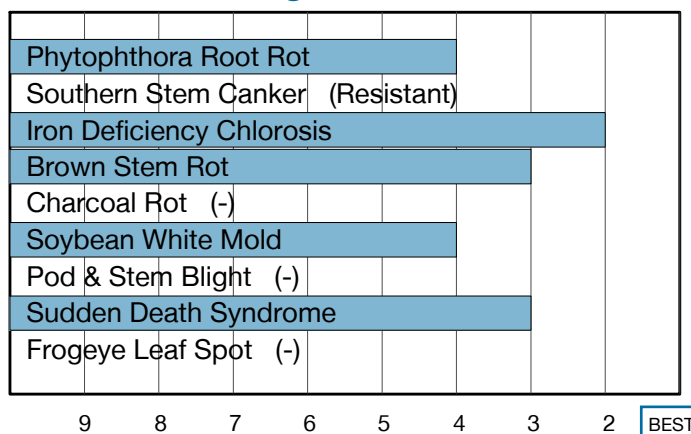 Phytophthora Root Rot
Southern Stem Canker (Resistant)
Iron Deficiency Chlorosis
Brown Stem Rot
Charcoal Rot (-)
Soybean White Mold
Pod & Stem Blight (-)
Sudden Death Syndrome
Frogeye Leaf Spot (-)
9 8 7 6 5 4 3 2 BEST